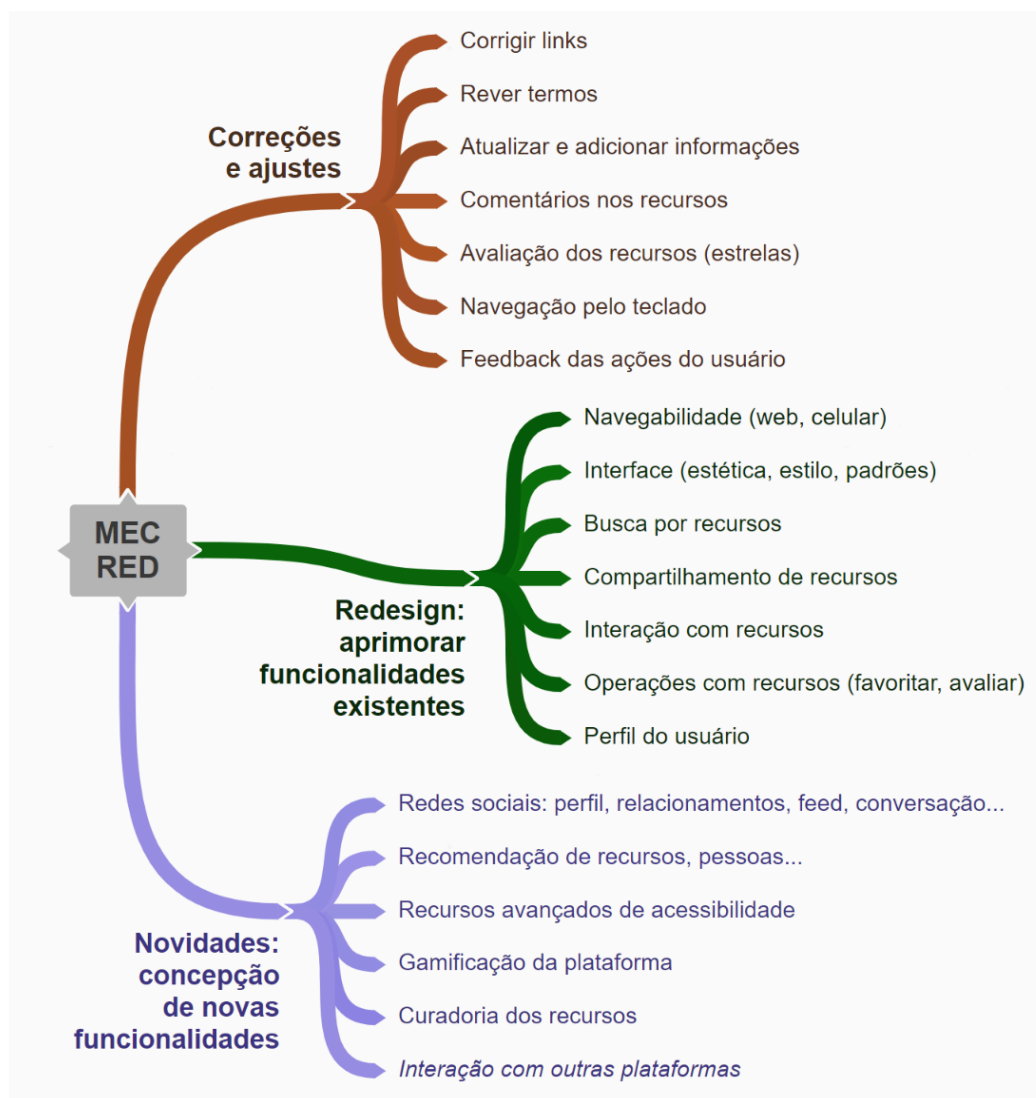 Corrigir links
Rever termos
Correções
e ajustes
Atualizar e adicionar informações
Comentários nos recursos
Avaliação dos recursos (estrelas)
Navegação pelo teclado
Feedback das ações do usuário
MEC
RED
Redesign:
aprimorar
funcionalidades
existentes
Navegabilidade (web, celular)
Interface (estética, estilo, padrões)
Busca por recursos
Compartilhamento de recursos
Interação com recursos
Operações com recursos (favoritar, avaliar)
Perfil do usuário
Novidades:
concepção
de novas
funcionalidades
Redes sociais: perfil, relacionamentos, feed, conversação...
Recomendação de recursos, pessoas...
Recursos avançados de acessibilidade
Gamificação da plataforma
Curadoria dos recursos
Interação com outras plataformas